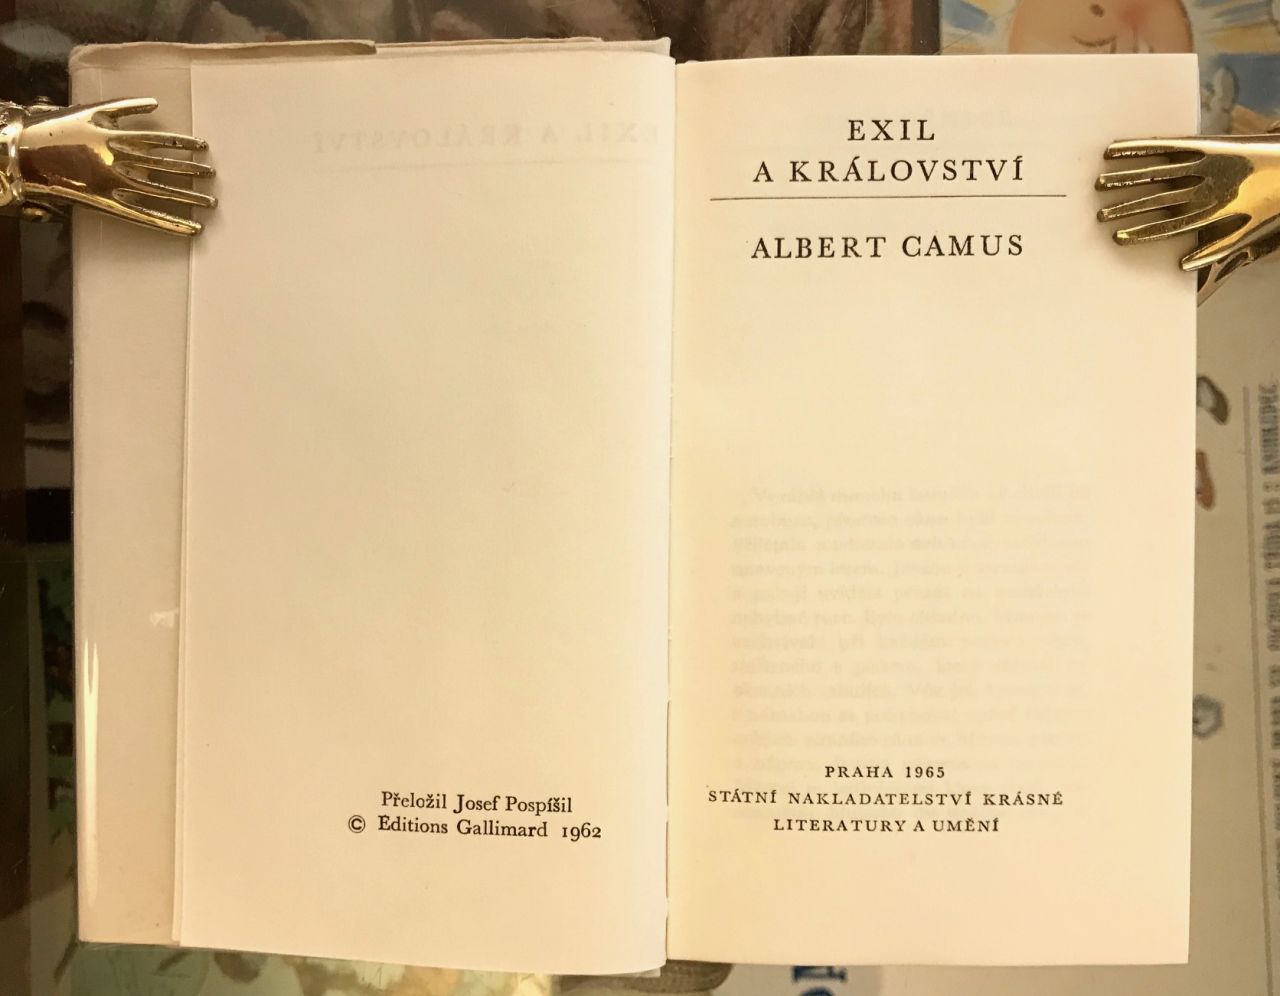 Přeložil Josef Pospíšil
© Éditions Gallimard 1962
EXIL
A KRÁLOVSTVÍ
ALBERT CAMUS
PRAHA 1965
STÁTNÍ NAKLADATELSTVÍ KRÁSNÉ
LITERATURY A UMĚNÍ